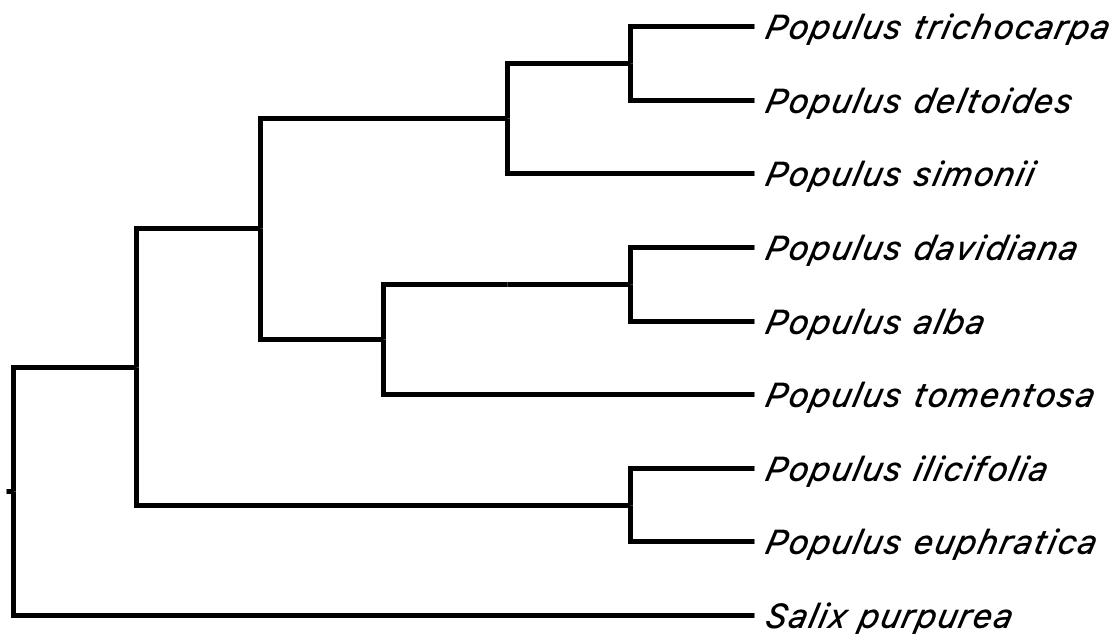 Populus trichocarpa
Populus deltoides
Populus simonii
Populus davidiana
Populus alba
Populus tomentosa
Populus ilicifolia
Populus euphratica
Salix purpurea